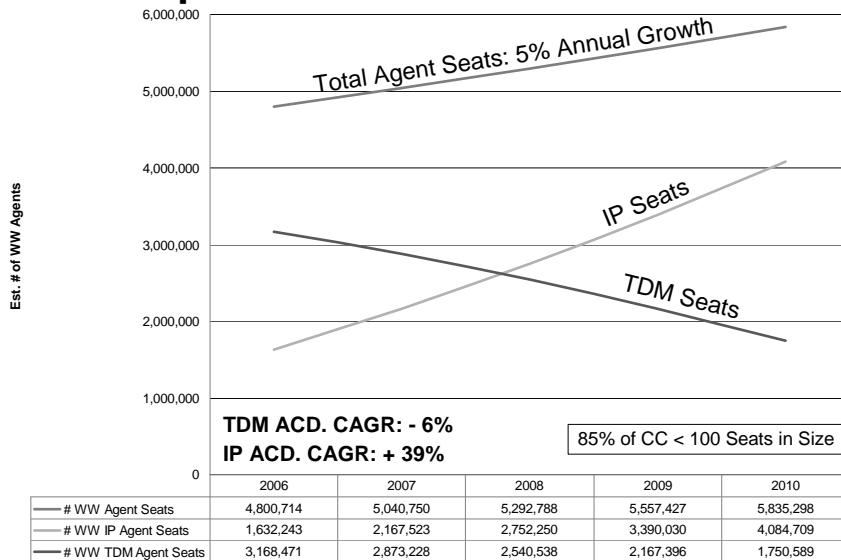 6,000,000
Total Agent Seats: 5% Annual Growth
5,000,000
4,000,000
IP Seats
Est. # of WW Agents
3,000,000
TDM Seats
2,000,000
1,000,000
TDM ACD. CAGR: - 6%
IP ACD. CAGR: + 39%
85% of CC < 100 Seats in Size
0
2006 2007 2008 2009 2010
# WW Agent Seats 4,800,714 5,040,750 5,292,788 5,557,427 5,835,298
# WW IP Agent Seats 1,632,243 2,167,523 2,752,250 3,390,030 4,084,709
# WW TDM Agent Seats 3,168,471 2,873,228 2,540,538 2,167,396 1,750,589